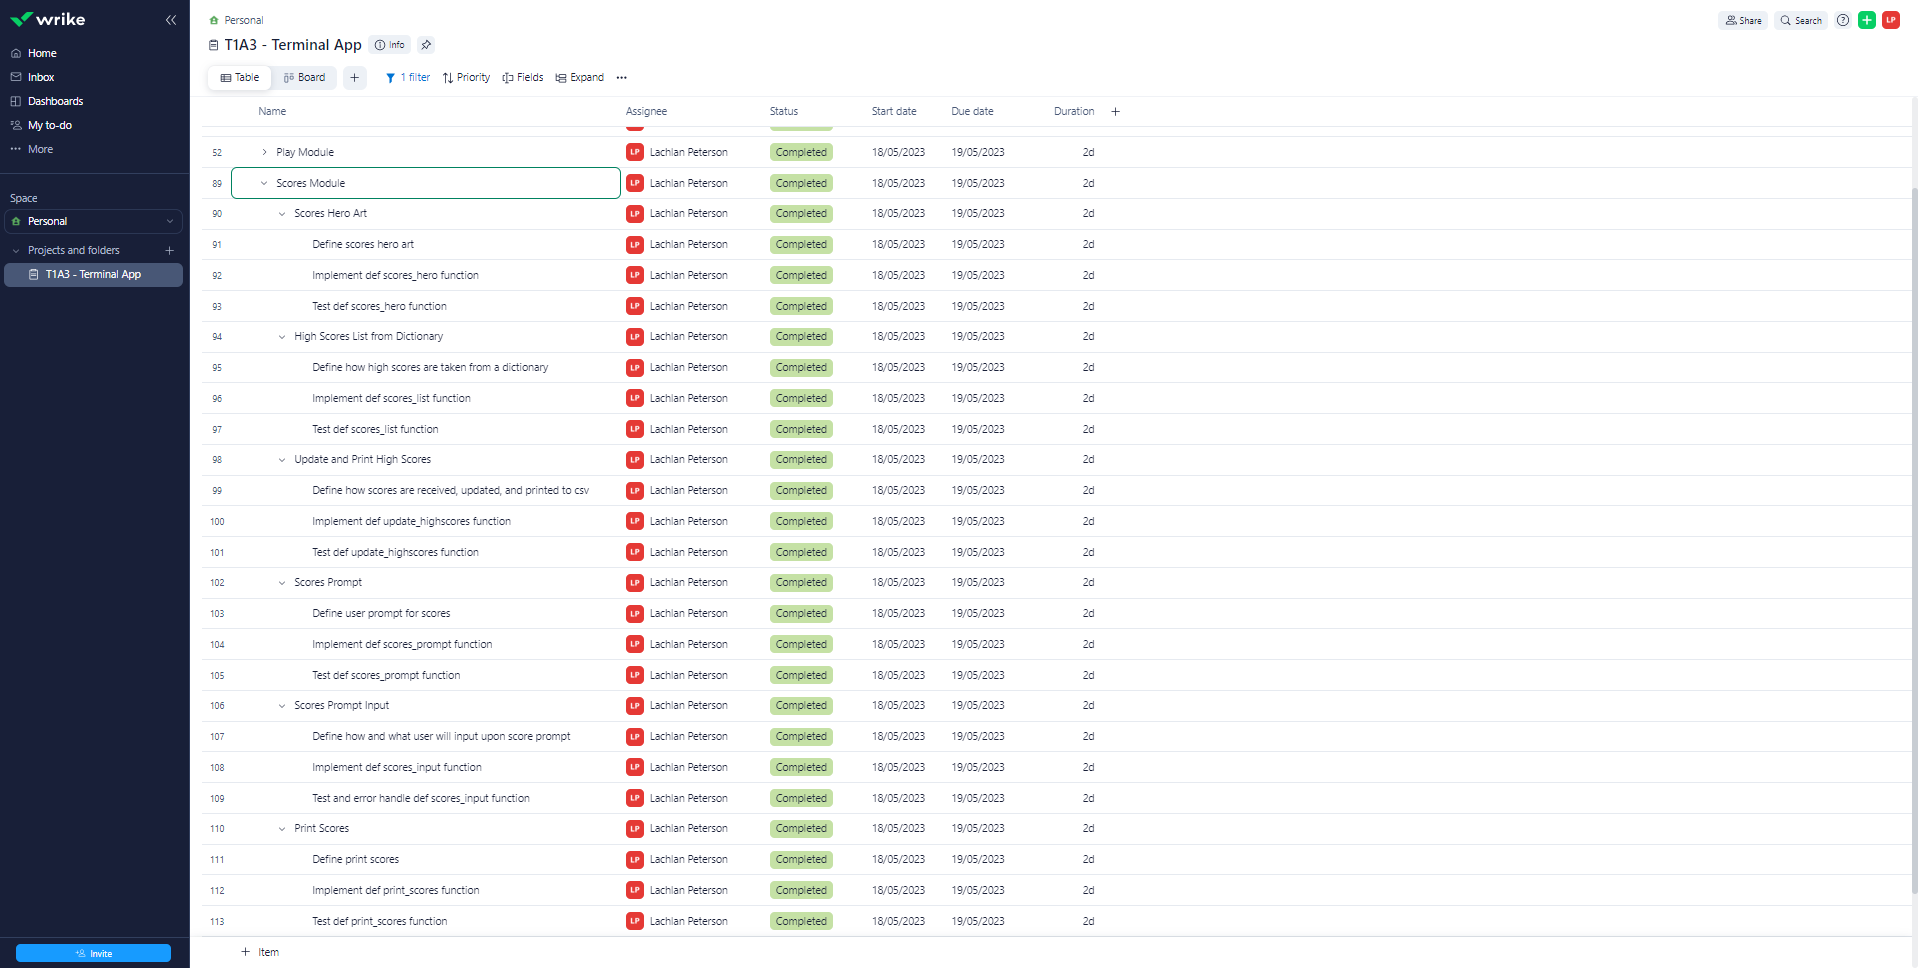 wrike
Home
Inbox
Dashboards
My to-do
More
Space
Personal
Projects and folders
T1A3 - Terminal App
Invite
Personal
T1A3 - Terminal App Info
Share Search ? LP
Table Board 1 filter Priority Fields Expand
Name Assignee Status Start date Due date Duration
52 Play Module LP Lachlan Peterson Completed 18/05/2023 19/05/2023 2d
89 Scores Module LP Lachlan Peterson Completed 18/05/2023 19/05/2023 2d
90 Scores Hero Art LP Lachlan Peterson Completed 18/05/2023 19/05/2023 2d
91 Define scores hero art LP Lachlan Peterson Completed 18/05/2023 19/05/2023 2d
92 Implement def scores_hero function LP Lachlan Peterson Completed 18/05/2023 19/05/2023 2d
93 Test def scores_hero function LP Lachlan Peterson Completed 18/05/2023 19/05/2023 2d
94 High Scores List from Dictionary LP Lachlan Peterson Completed 18/05/2023 19/05/2023 2d
95 Define how high scores are taken from a dictionary LP Lachlan Peterson Completed 18/05/2023 19/05/2023 2d
96 Implement def scores_list function LP Lachlan Peterson Completed 18/05/2023 19/05/2023 2d
97 Test def scores_list function LP Lachlan Peterson Completed 18/05/2023 19/05/2023 2d
98 Update and Print High Scores LP Lachlan Peterson Completed 18/05/2023 19/05/2023 2d
99 Define how scores are received, updated, and printed to csv LP Lachlan Peterson Completed 18/05/2023 19/05/2023 2d
100 Implement def update_highscores function LP Lachlan Peterson Completed 18/05/2023 19/05/2023 2d
101 Test def update_highscores function LP Lachlan Peterson Completed 18/05/2023 19/05/2023 2d
102 Scores Prompt LP Lachlan Peterson Completed 18/05/2023 19/05/2023 2d
103 Define user prompt for scores LP Lachlan Peterson Completed 18/05/2023 19/05/2023 2d
104 Implement def scores_prompt function LP Lachlan Peterson Completed 18/05/2023 19/05/2023 2d
105 Test def scores_prompt function LP Lachlan Peterson Completed 18/05/2023 19/05/2023 2d
106 Scores Prompt Input LP Lachlan Peterson Completed 18/05/2023 19/05/2023 2d
107 Define how and what user will input upon score prompt LP Lachlan Peterson Completed 18/05/2023 19/05/2023 2d
108 Implement def scores_input function LP Lachlan Peterson Completed 18/05/2023 19/05/2023 2d
109 Test and error handle def scores_input function LP Lachlan Peterson Completed 18/05/2023 19/05/2023 2d
110 Print Scores LP Lachlan Peterson Completed 18/05/2023 19/05/2023 2d
111 Define print scores LP Lachlan Peterson Completed 18/05/2023 19/05/2023 2d
112 Implement def print_scores function LP Lachlan Peterson Completed 18/05/2023 19/05/2023 2d
113 Test def print_scores function LP Lachlan Peterson Completed 18/05/2023 19/05/2023 2d
Item